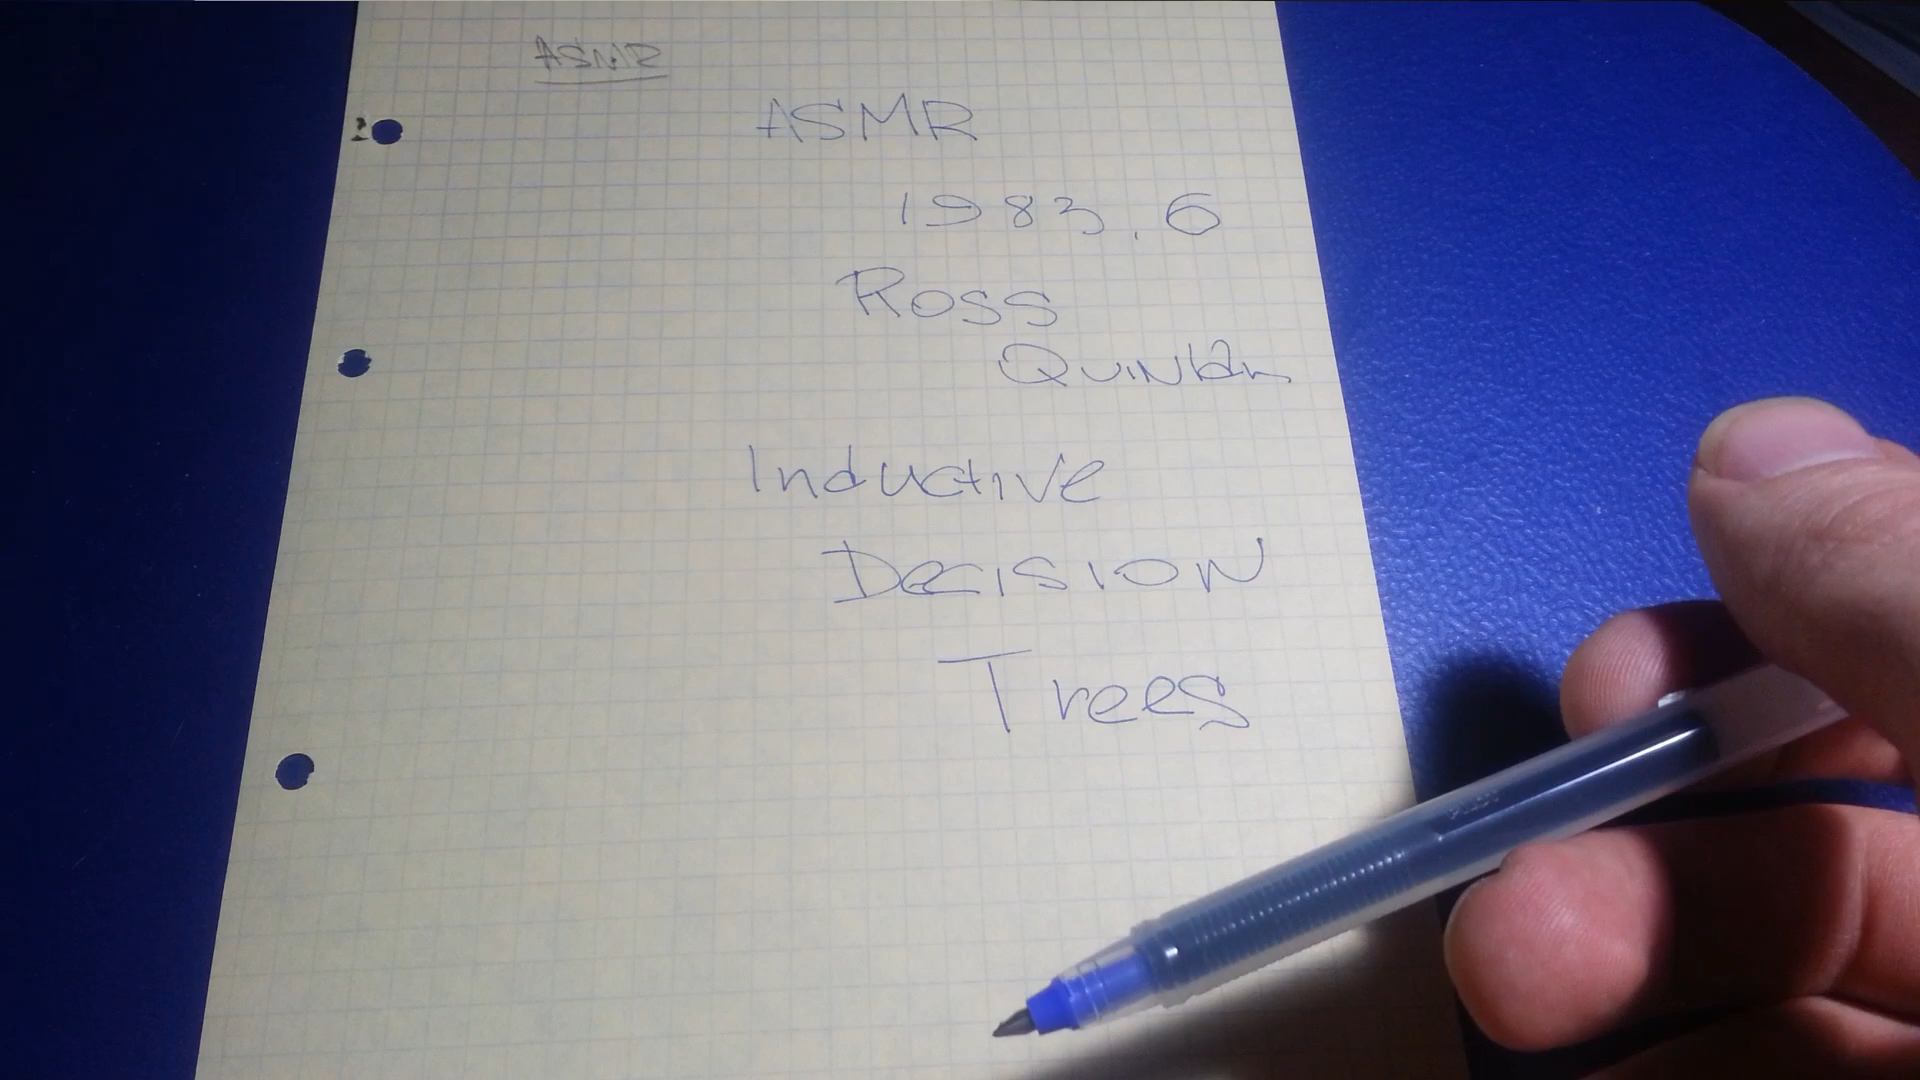 ASMR
ASMR
1983.6
Ross
Quinlan
Inductive
Decision
Trees